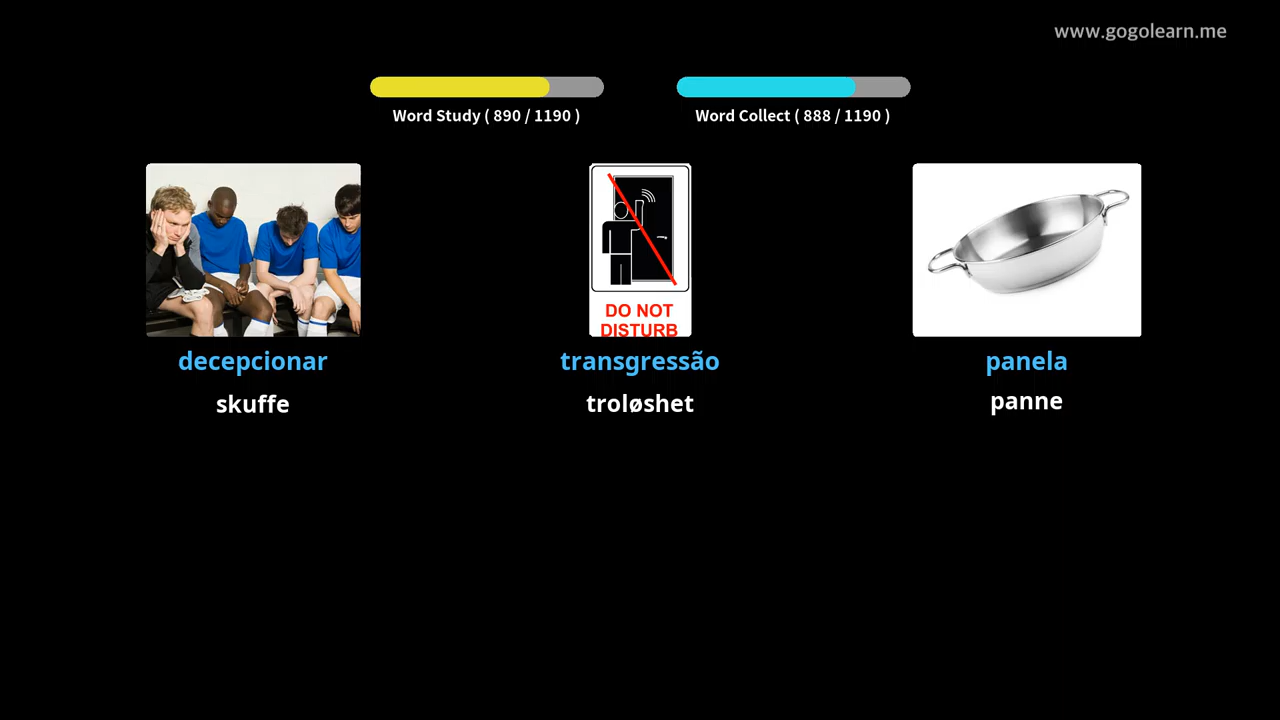 www.gogolearn.me
Word Study ( 890 / 1190 )
Word Collect ( 888 / 1190 )
DO NOT
DISTURB
decepcionar
transgressão
panela
skuffe
troløshet
panne